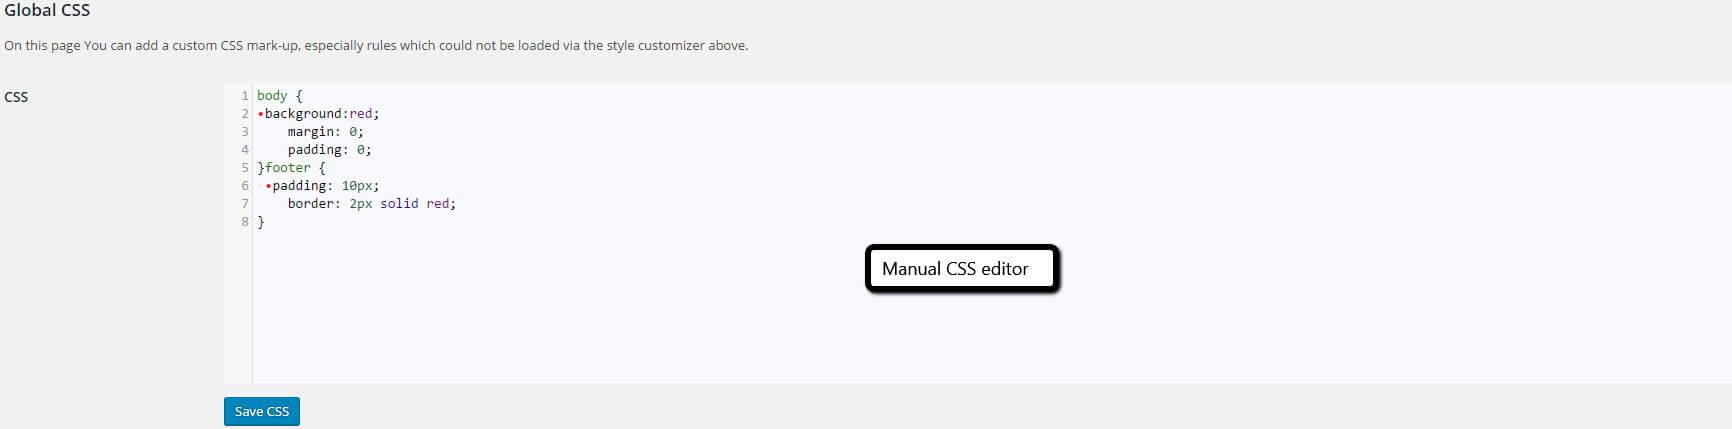 Global CSS
On this page You can add a custom CSS mark-up, especially rules which could not be loaded via the style customizer above.
CSS
1 body {
2 •background:red;
3     margin: 0;
4     padding: 0;
5 }footer {
6  •padding: 10px;
7     border: 2px solid red;
8 }
Manual CSS editor
Save CSS